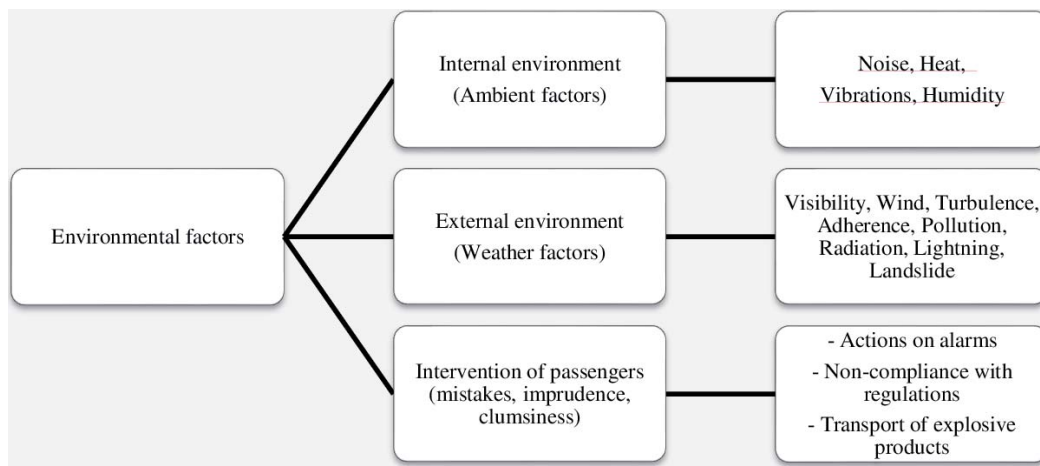 Environmental factors
Internal environment
(Ambient factors)
Noise, Heat,
Vibrations, Humidity
External environment
(Weather factors)
Visibility, Wind, Turbulence,
Adherence, Pollution,
Radiation, Lightning,
Landslide
Intervention of passengers
(mistakes, imprudence,
clumsiness)
- Actions on alarms
- Non-compliance with
regulations
- Transport of explosive
products